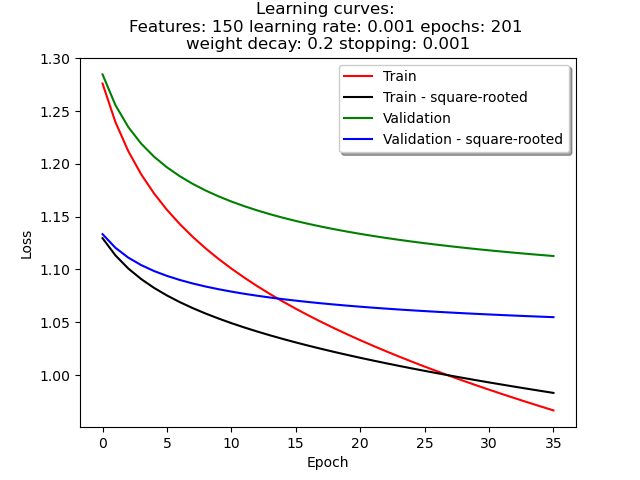 Learning curves:
Features: 150 learning rate: 0.001 epochs: 201
weight decay: 0.2 stopping: 0.001
Train
Train - square-rooted
Validation
Validation - square-rooted
1.30
1.25
1.20
1.15
1.10
1.05
1.00
Loss
0 5 10 15 20 25 30 35
Epoch